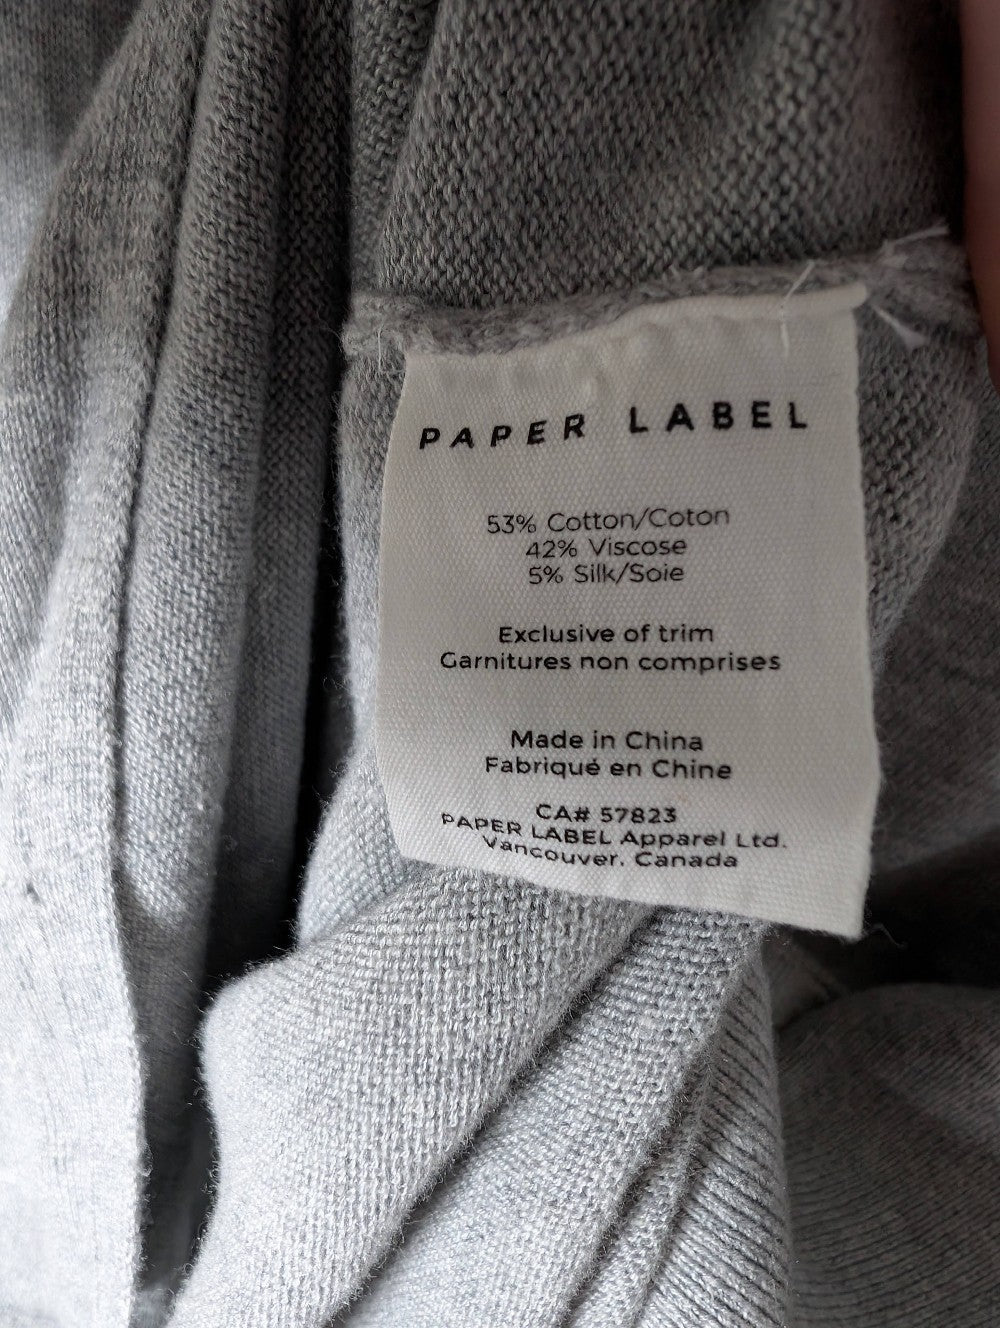 PAPER LABEL
53% Cotton/Coton
42% Viscose
5% Silk/Soie
Exclusive of trim
Garnitures non comprises
Made in China
Fabriqué en Chine
CA# 57823
PAPER LABEL Apparel Ltd.
Vancouver, Canada